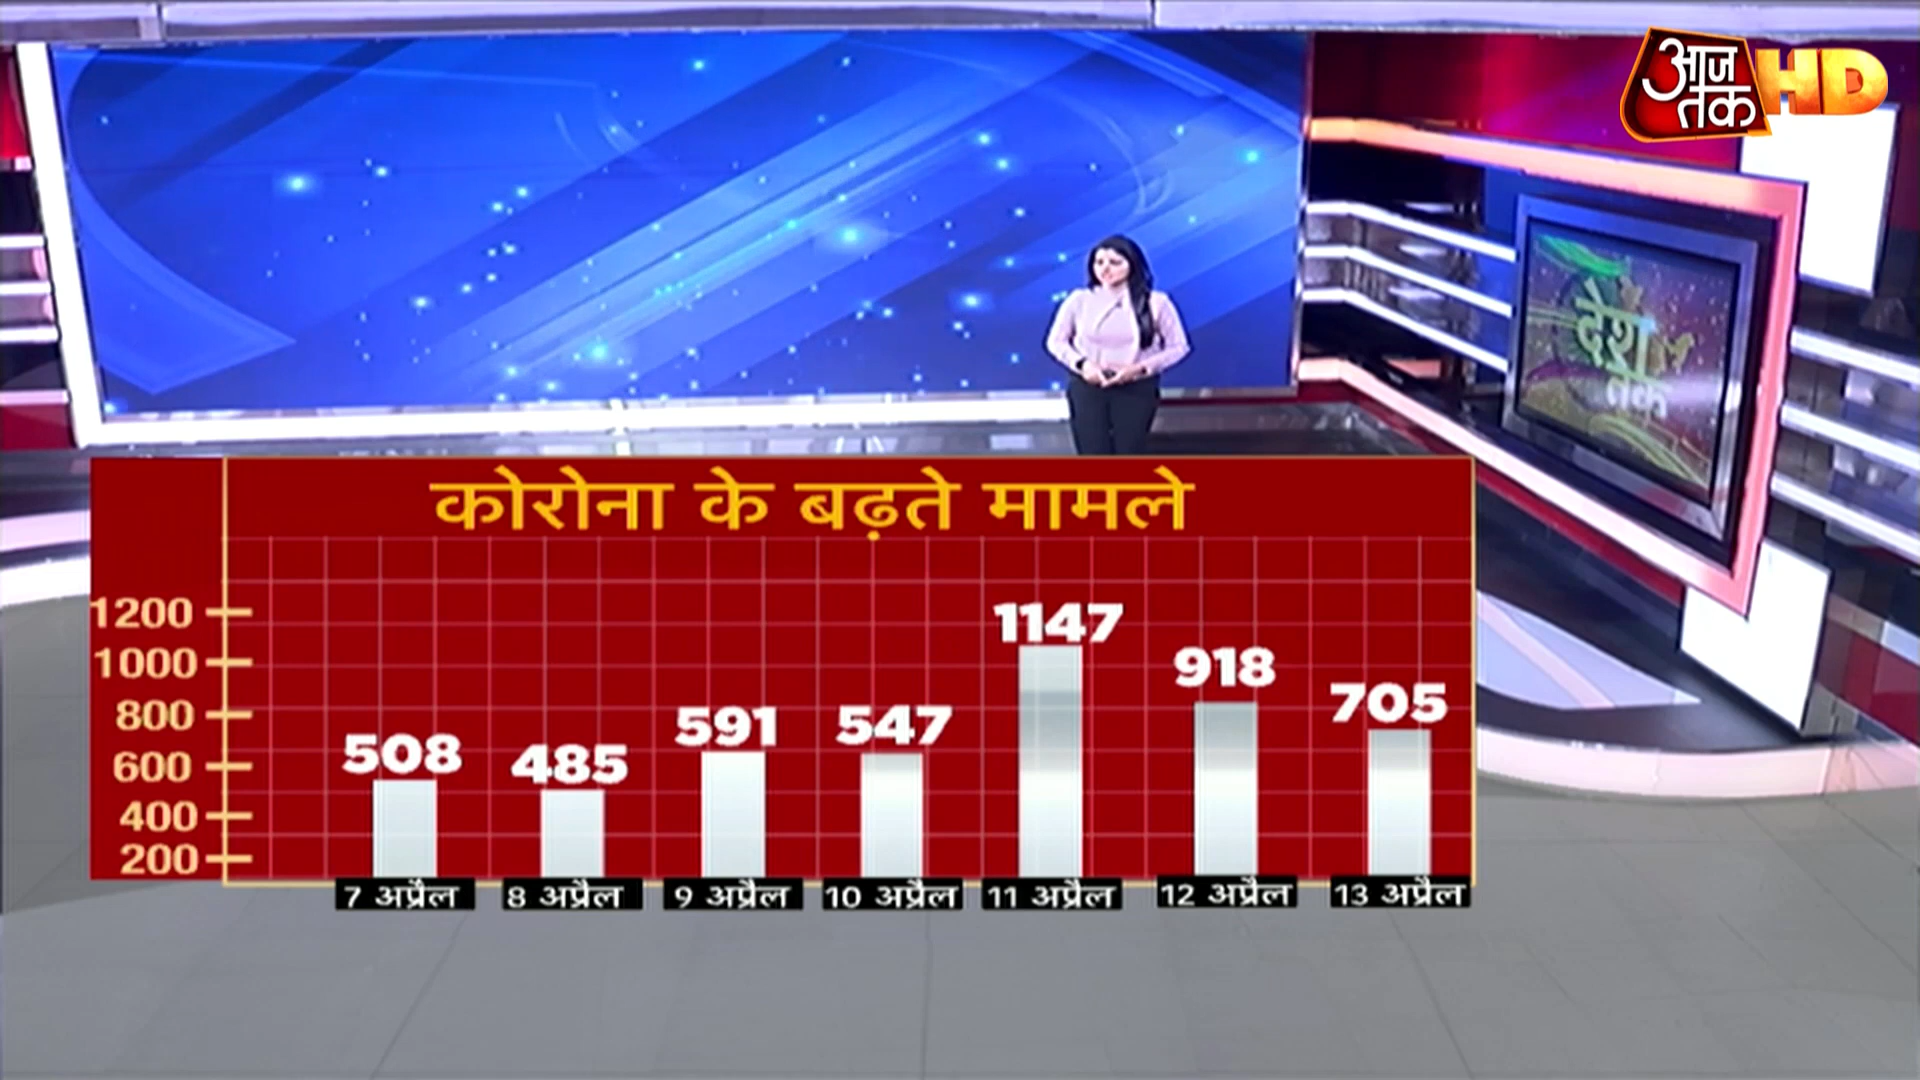 आज
तक HD
देश
तक
कोरोना के बढ़ते मामले
1200
1000
800
600
400
200
508
485
591
547
1147
918
705
7 अप्रैल
8 अप्रैल
9 अप्रैल
10 अप्रैल
11 अप्रैल
12 अप्रैल
13 अप्रैल